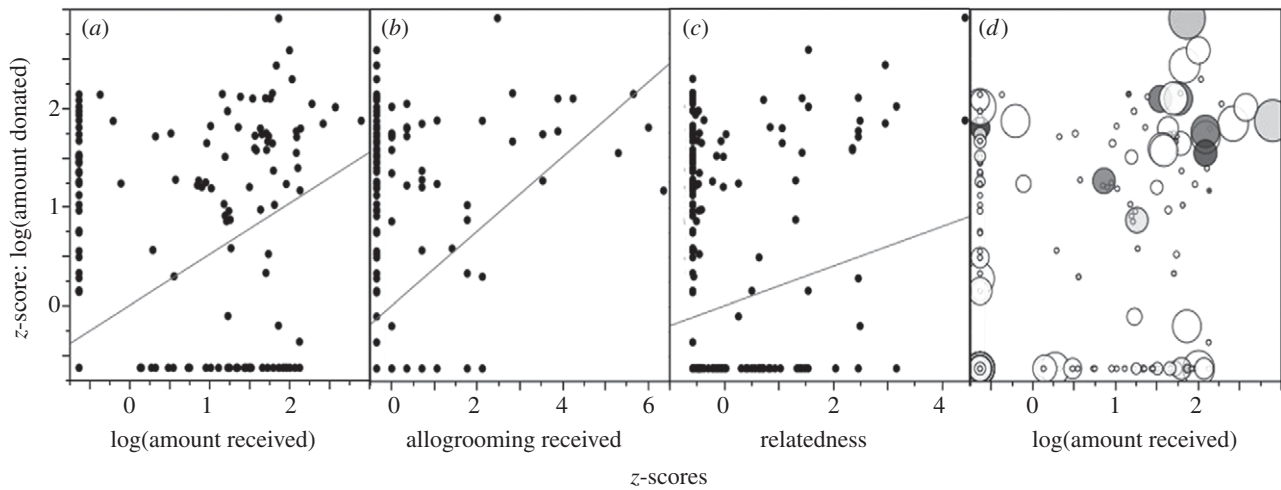 (a) (b) (c) (d)
z-score: log(amount donated)
2
1
0
0 1 2 0 2 4 6 0 2 4 0 1 2
log(amount received) allogrooming received relatedness log(amount received)
z-scores